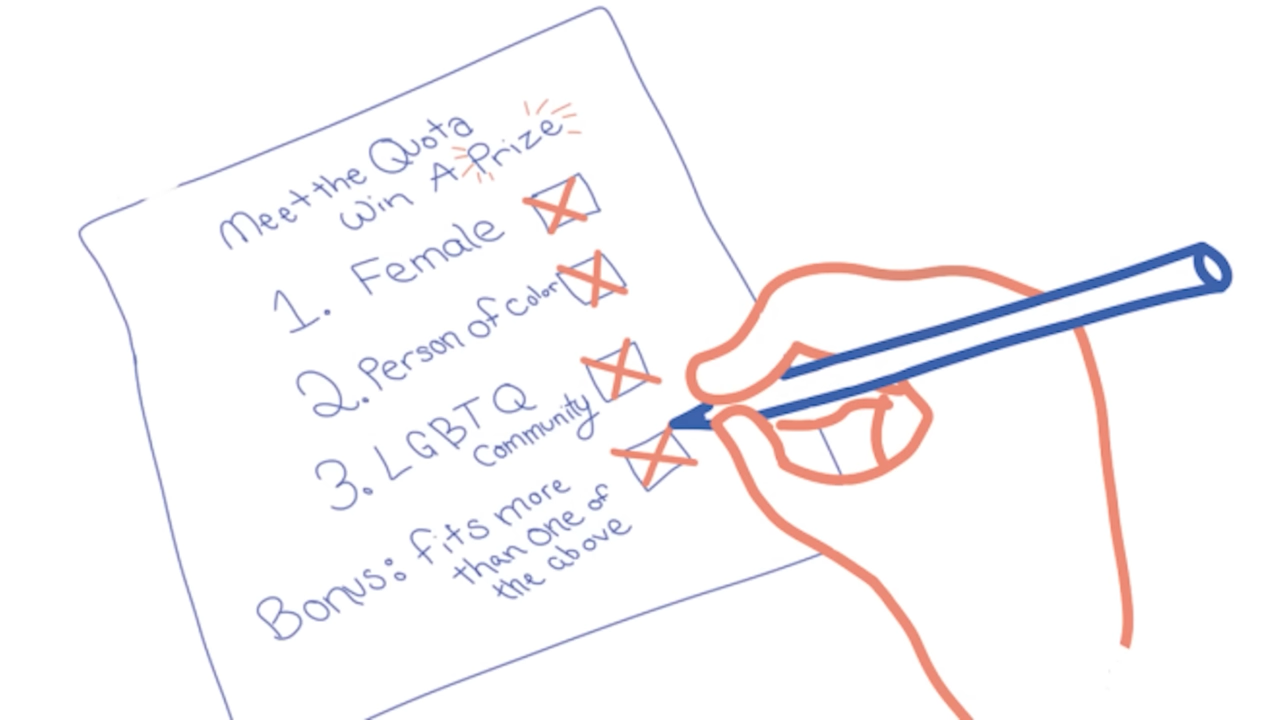 Meet the Quota
Win A Prize
1. Female
2. Person of Color
3. LGBTQ
Community
Bonus: fits more
than one of
the above